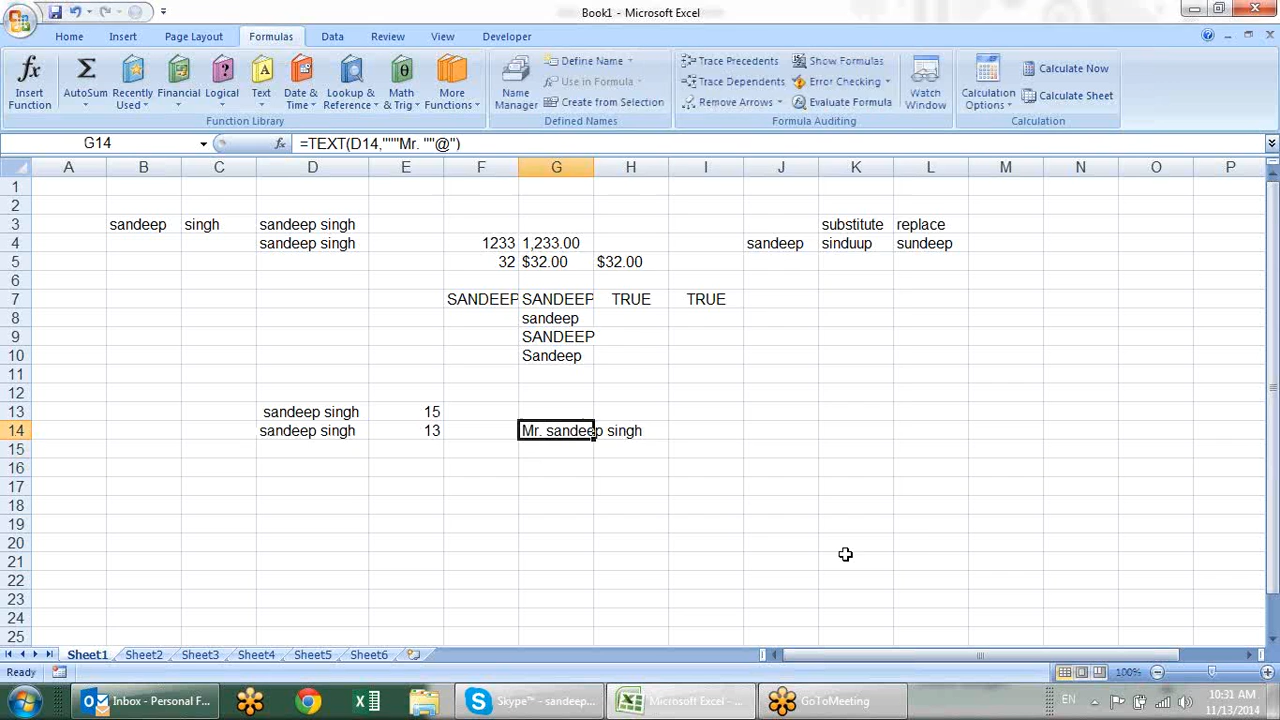 Book1 - Microsoft Excel
Home Insert Page Layout Formulas Data Review View Developer
Insert Function
AutoSum
Recently Used
Financial
Logical
Text
Date & Time
Lookup & Reference
Math & Trig
More Functions
Function Library
Name Manager
Define Name
Use in Formula
Create from Selection
Defined Names
Trace Precedents
Trace Dependents
Remove Arrows
Show Formulas
Error Checking
Evaluate Formula
Formula Auditing
Watch Window
Calculation Options
Calculate Now
Calculate Sheet
Calculation
G14 fx =TEXT(D14,"""Mr. ""@")
A B C D E F G H I J K L M N O P
1
2
3 sandeep singh sandeep singh substitute replace
4 sandeep singh 1233 1,233.00 sandeep sinduup sundeep
5 32 $32.00 $32.00
6
7 SANDEEP SANDEEP TRUE TRUE
8 sandeep
9 SANDEEP
10 Sandeep
11
12
13 sandeep singh 15
14 sandeep singh 13 Mr. sandeep singh
15
16
17
18
19
20
21
22
23
24
25
Sheet1 Sheet2 Sheet3 Sheet4 Sheet5 Sheet6
Ready 100%
Inbox - Personal F... Skype™ - sandeep... Microsoft Excel - ... GoToMeeting EN 10:31 AM
11/13/2014